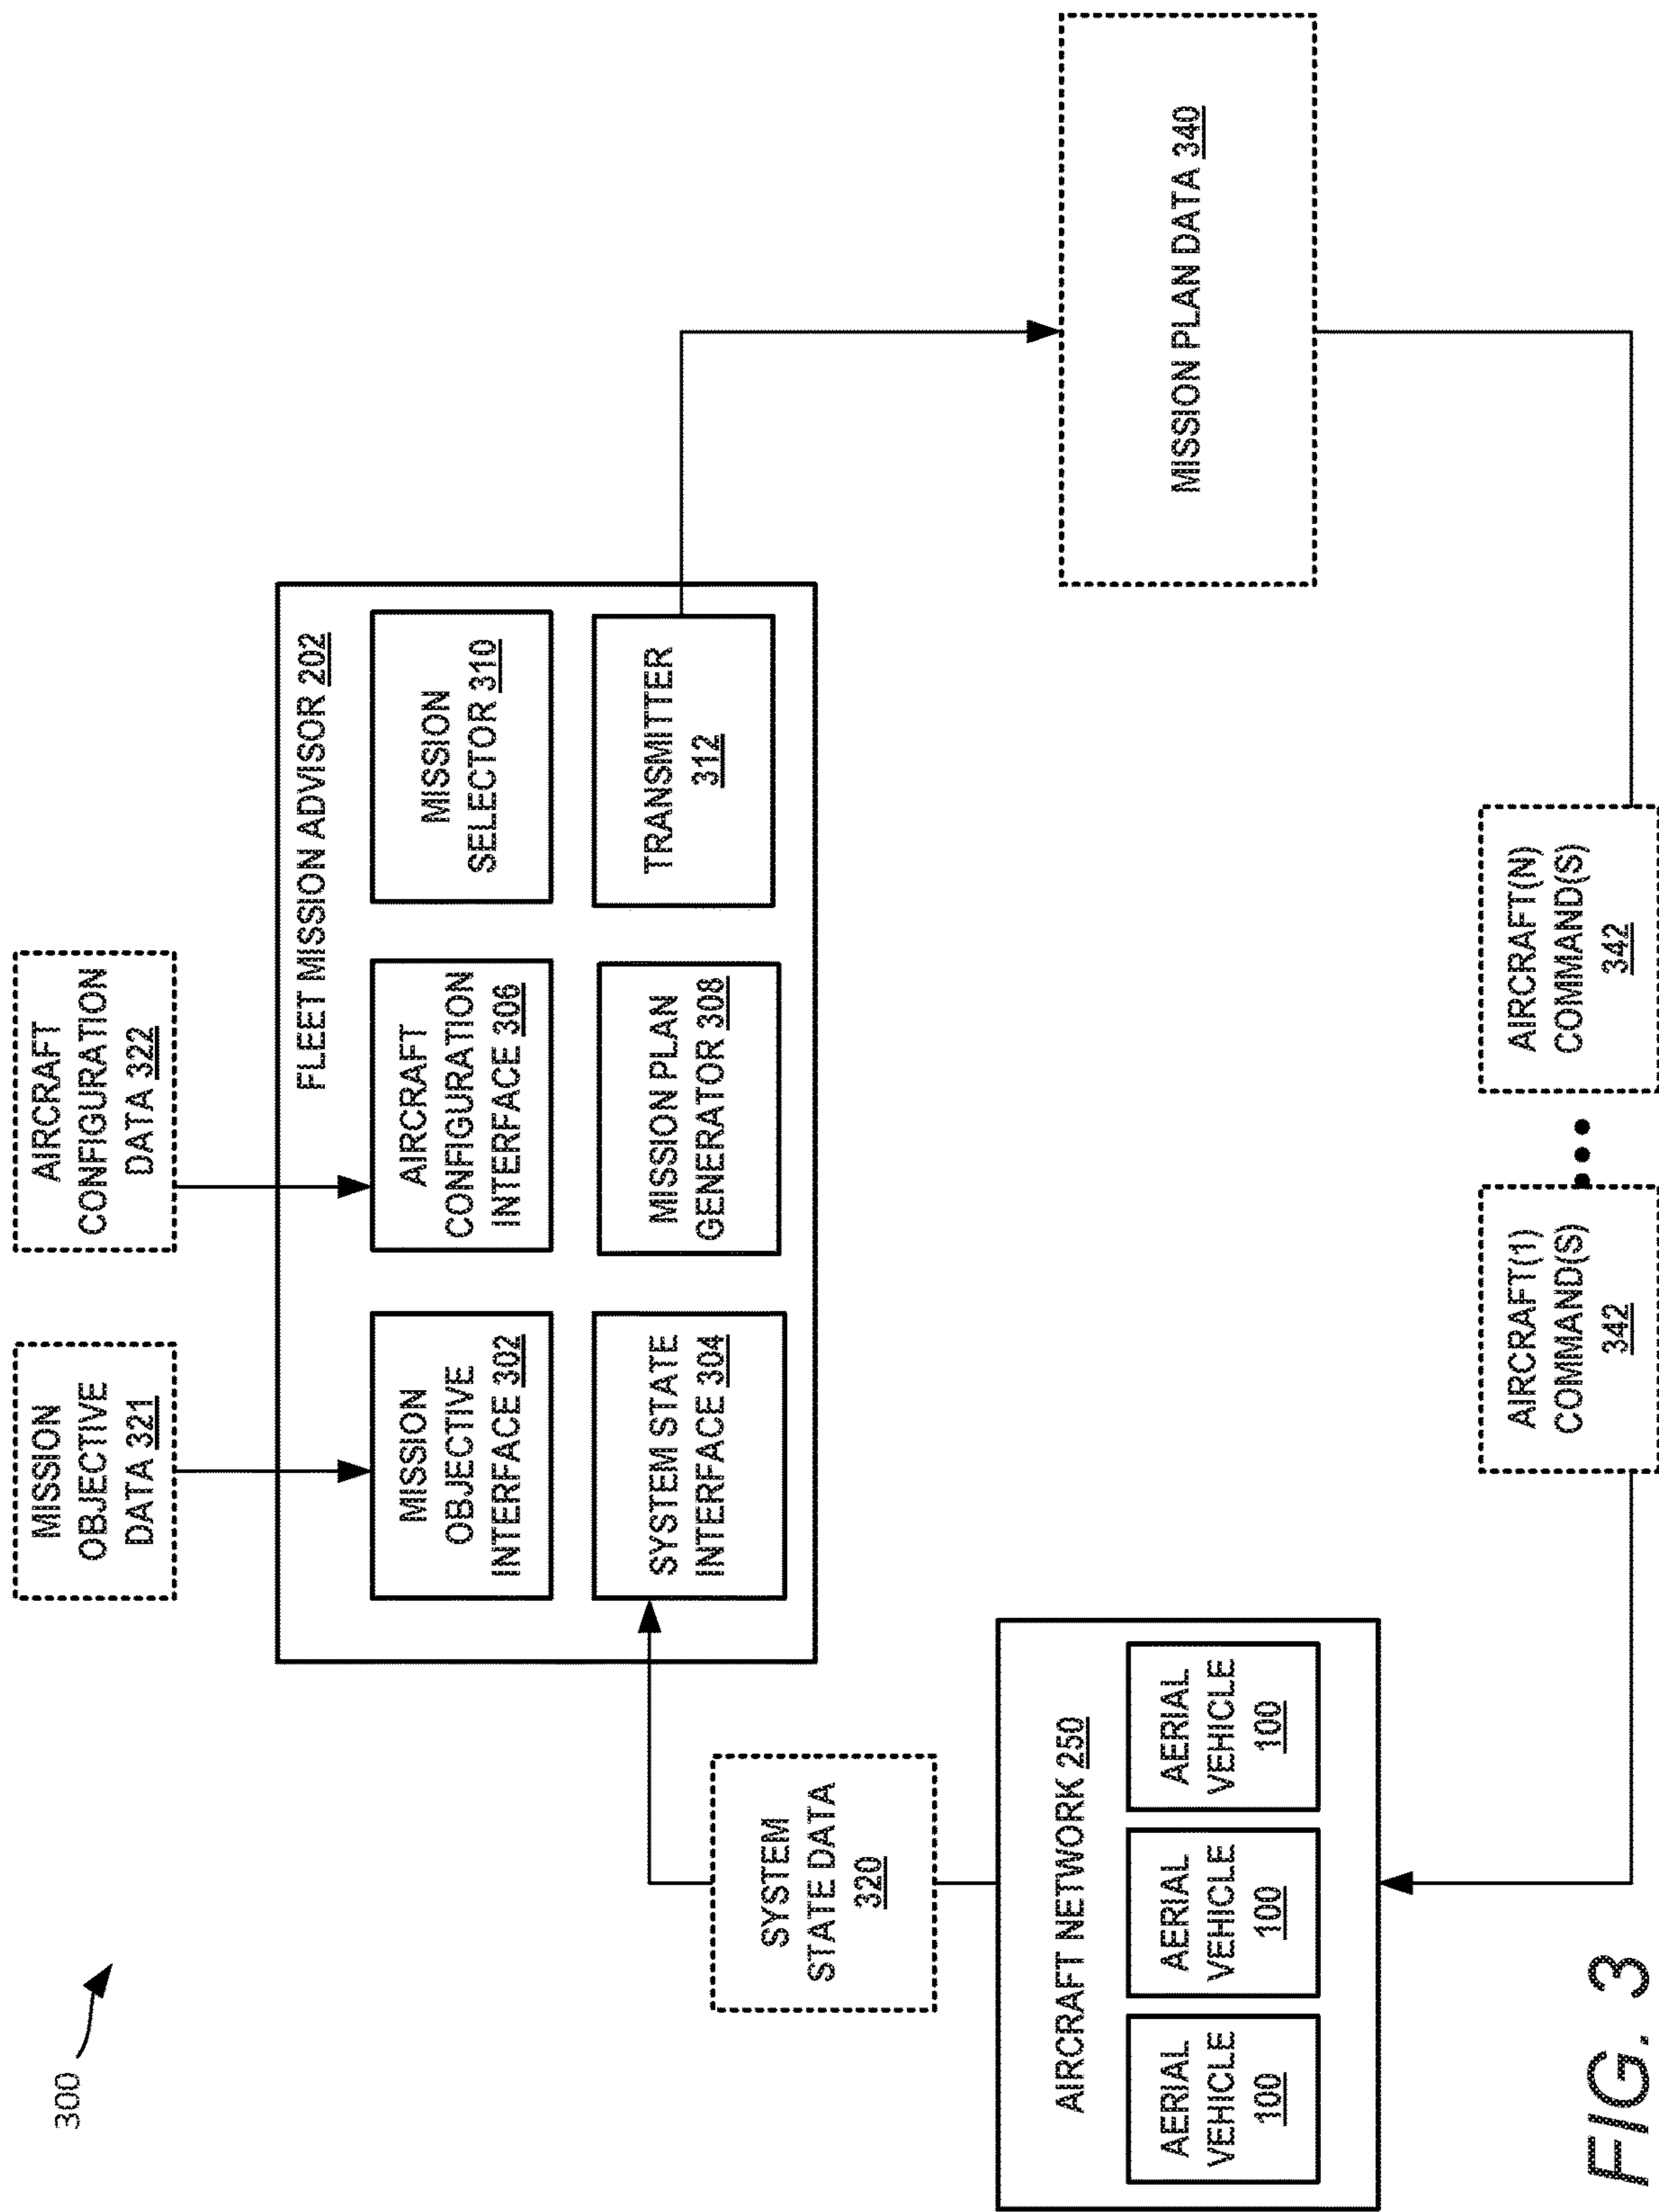 300
MISSION
OBJECTIVE
DATA 321
AIRCRAFT
CONFIGURATION
DATA 322
FLEET MISSION ADVISOR 202
MISSION
OBJECTIVE
INTERFACE 302
AIRCRAFT
CONFIGURATION
INTERFACE 306
MISSION
SELECTOR 310
SYSTEM STATE
INTERFACE 304
MISSION PLAN
GENERATOR 308
TRANSMITTER
312
SYSTEM
STATE DATA
320
AIRCRAFT NETWORK 250
AERIAL
VEHICLE
100
AERIAL
VEHICLE
100
AERIAL
VEHICLE
100
MISSION PLAN DATA 340
AIRCRAFT(1)
COMMAND(S)
342
AIRCRAFT(N)
COMMAND(S)
342
FIG. 3